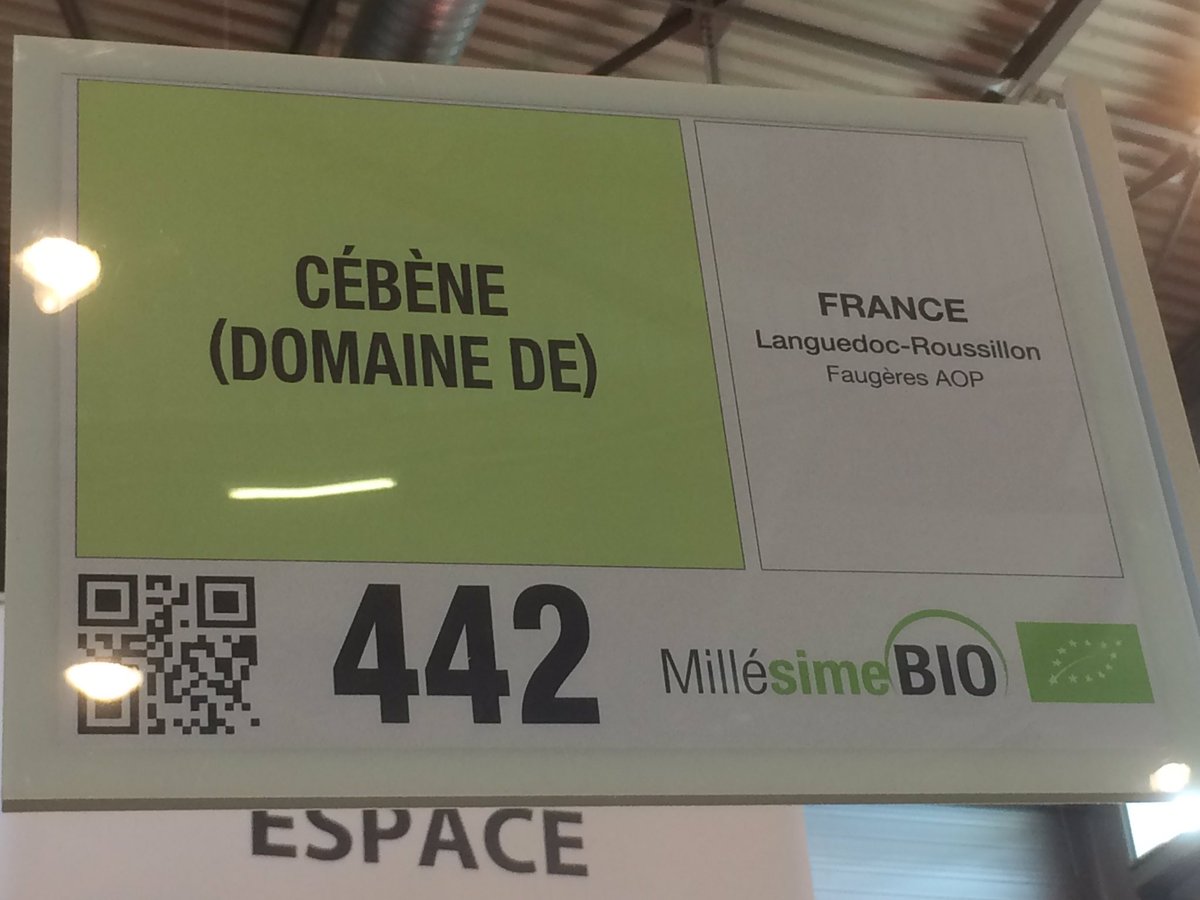 CÉBÈNE
(DOMAINE DE)
FRANCE
Languedoc-Roussillon
Faugères AOP
442
MillésimeBIO
ESPACE